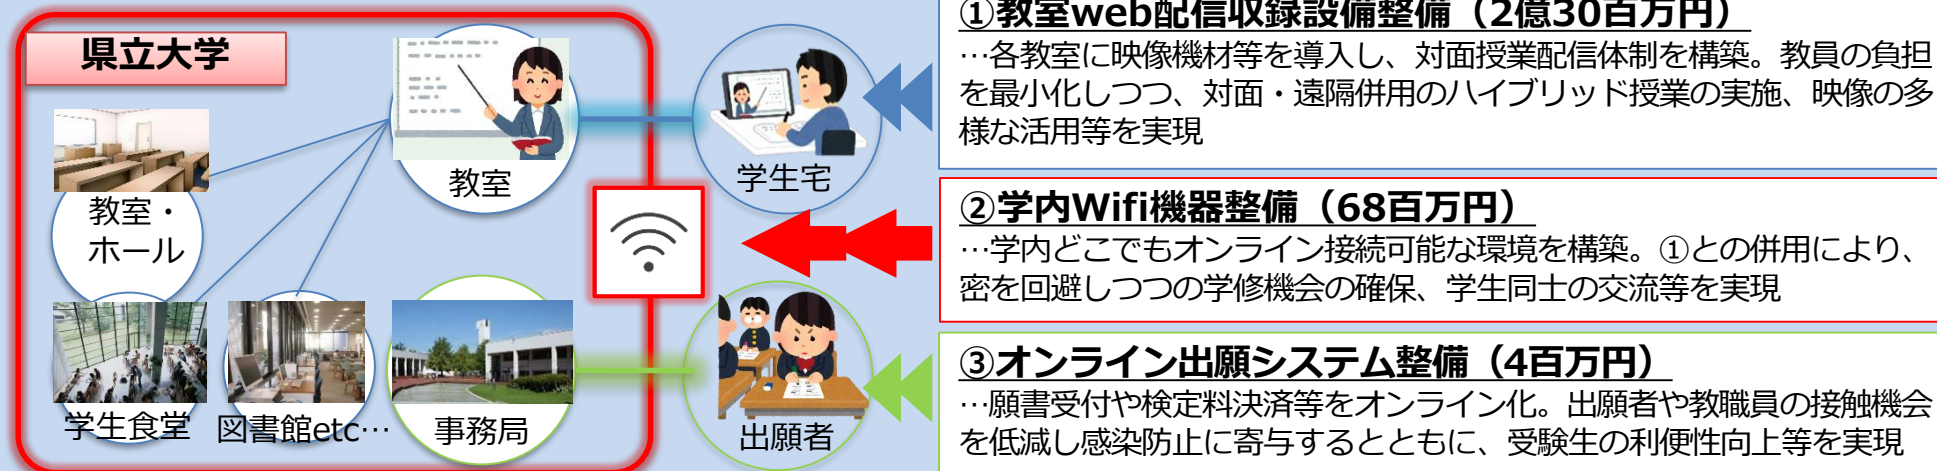 県立大学
教室
学生宅
教室・
ホール
学生食堂
図書館etc…
事務局
出願者
①教室web配信収録設備整備（2億30百万円）
…各教室に映像機材等を導入し、対面授業配信体制を構築。教員の負担
を最小化しつつ、対面・遠隔併用のハイブリッド授業の実施、映像の多
様な活用等を実現
②学内Wifi機器整備（68百万円）
…学内どこでもオンライン接続可能な環境を構築。①との併用により、
密を回避しつつの学修機会の確保、学生同士の交流等を実現
③オンライン出願システム整備（4百万円）
…願書受付や検定料決済等をオンライン化。出願者や教職員の接触機会
を低減し感染防止に寄与するとともに、受験生の利便性向上等を実現